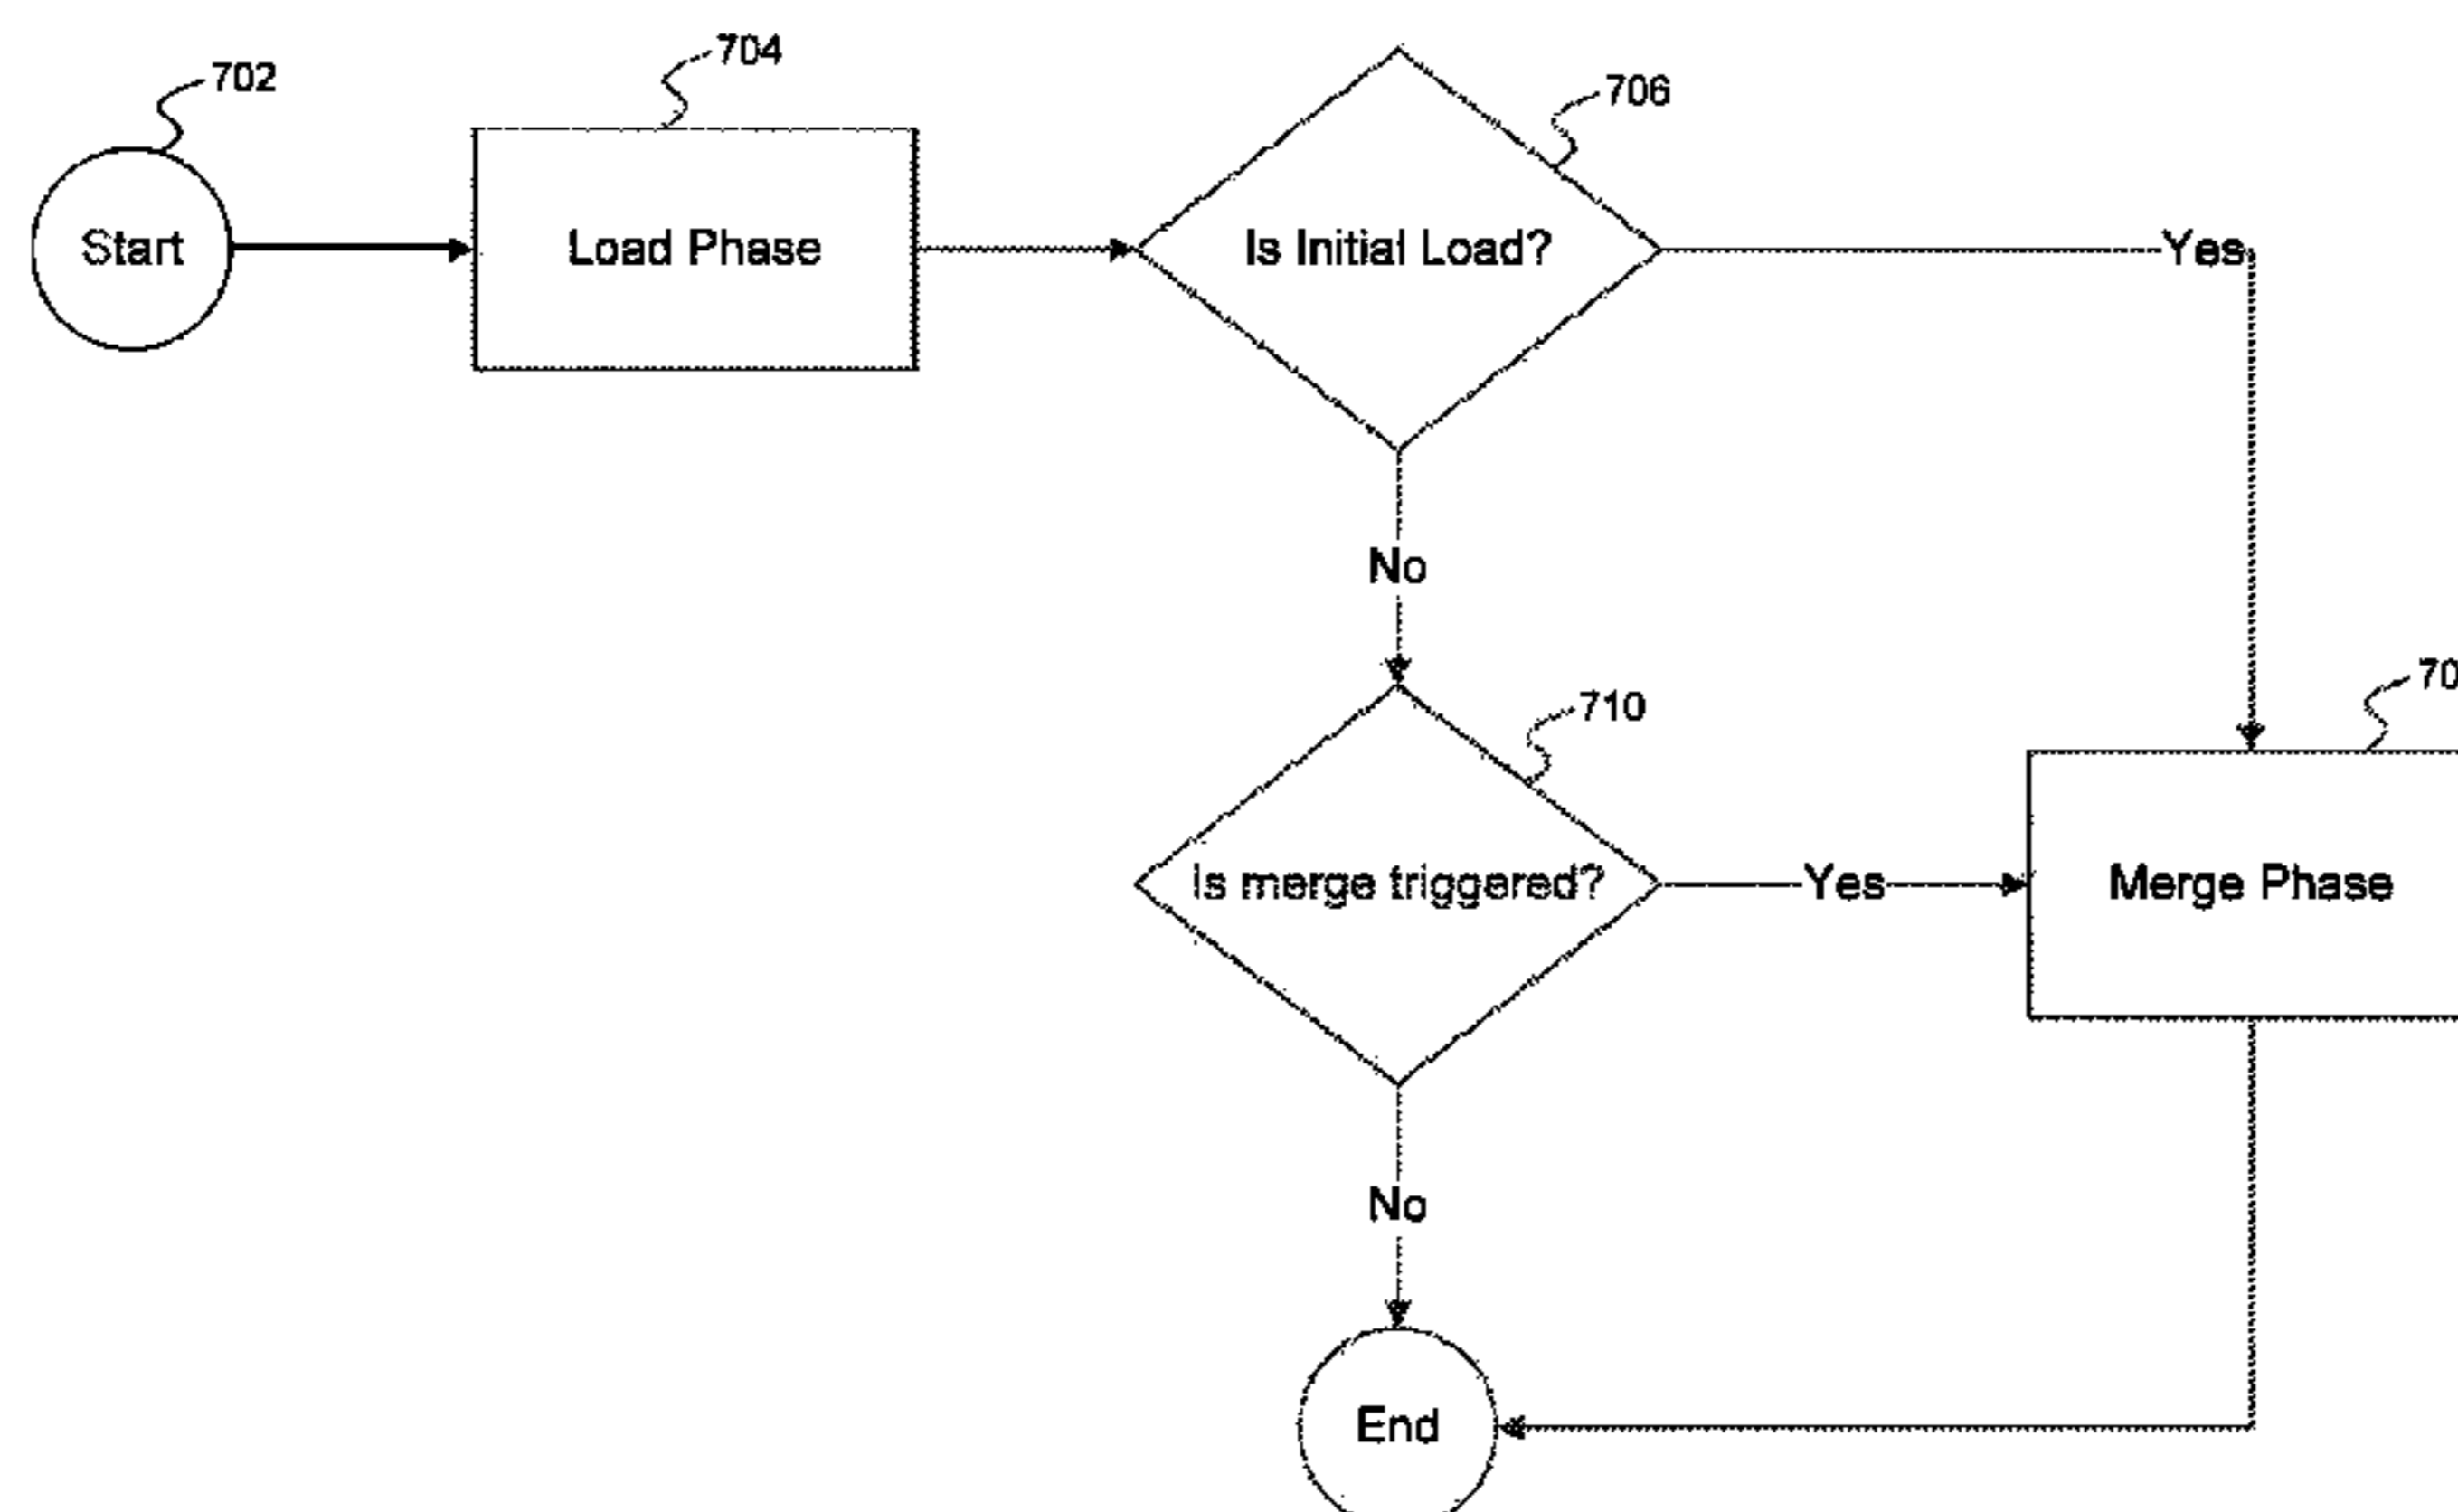 702
704
706
Start
Load Phase
Is Initial Load?
Yes
No
710
Is merge triggered?
Yes
Merge Phase
No
End